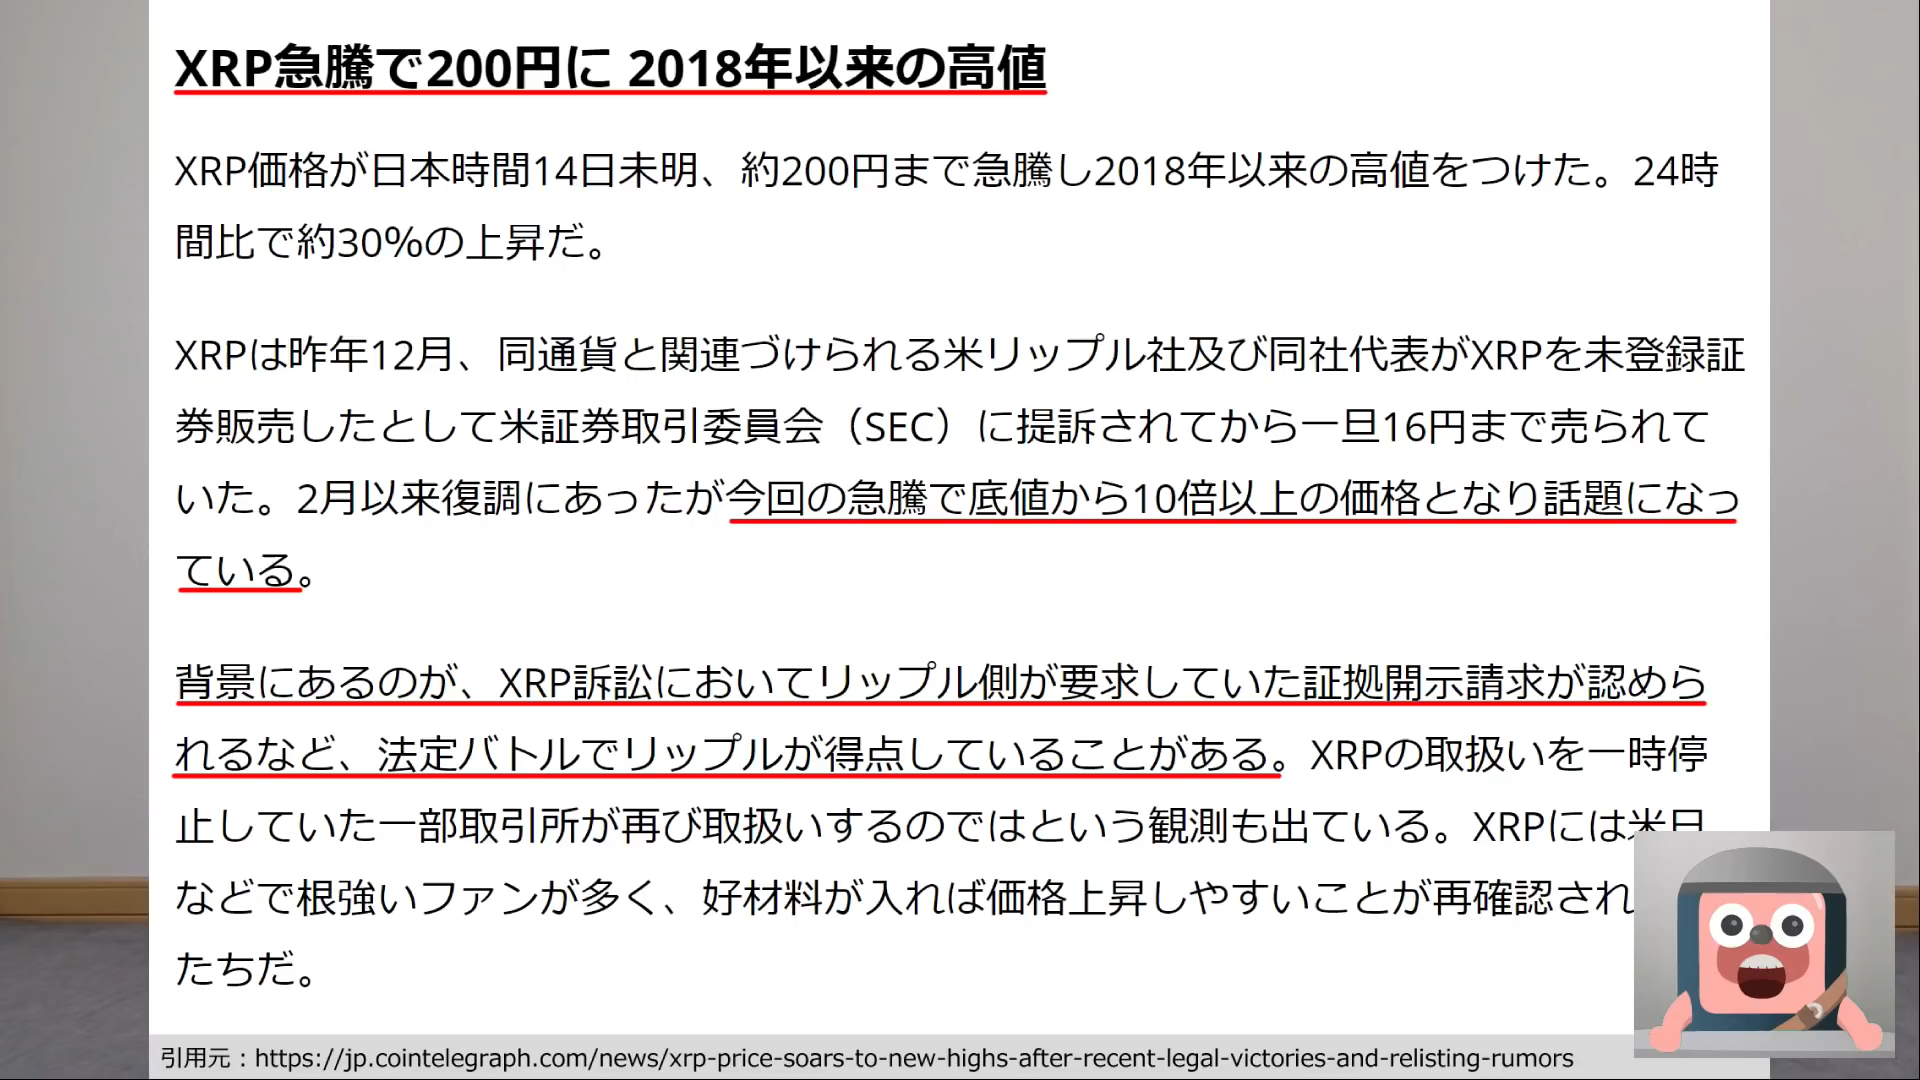 XRP急騰で200円に 2018年以来の高値
XRP価格が日本時間14日未明、約200円まで急騰し2018年以来の高値をつけた。24時
間比で約30％の上昇だ。
XRPは昨年12月、同通貨と関連づけられる米リップル社及び同社代表がXRPを未登録証
券販売したとして米証券取引委員会（SEC）に提訴されてから一旦16円まで売られて
いた。2月以来復調にあったが今回の急騰で底値から10倍以上の価格となり話題になっ
ている。
背景にあるのが、XRP訴訟においてリップル側が要求していた証拠開示請求が認めら
れるなど、法定バトルでリップルが得点していることがある。XRPの取扱いを一時停
止していた一部取引所が再び取扱いするのではという観測も出ている。XRPには米日
などで根強いファンが多く、好材料が入れば価格上昇しやすいことが再確認され
たちだ。
引用元：https://jp.cointelegraph.com/news/xrp-price-soars-to-new-highs-after-recent-legal-victories-and-relisting-rumors